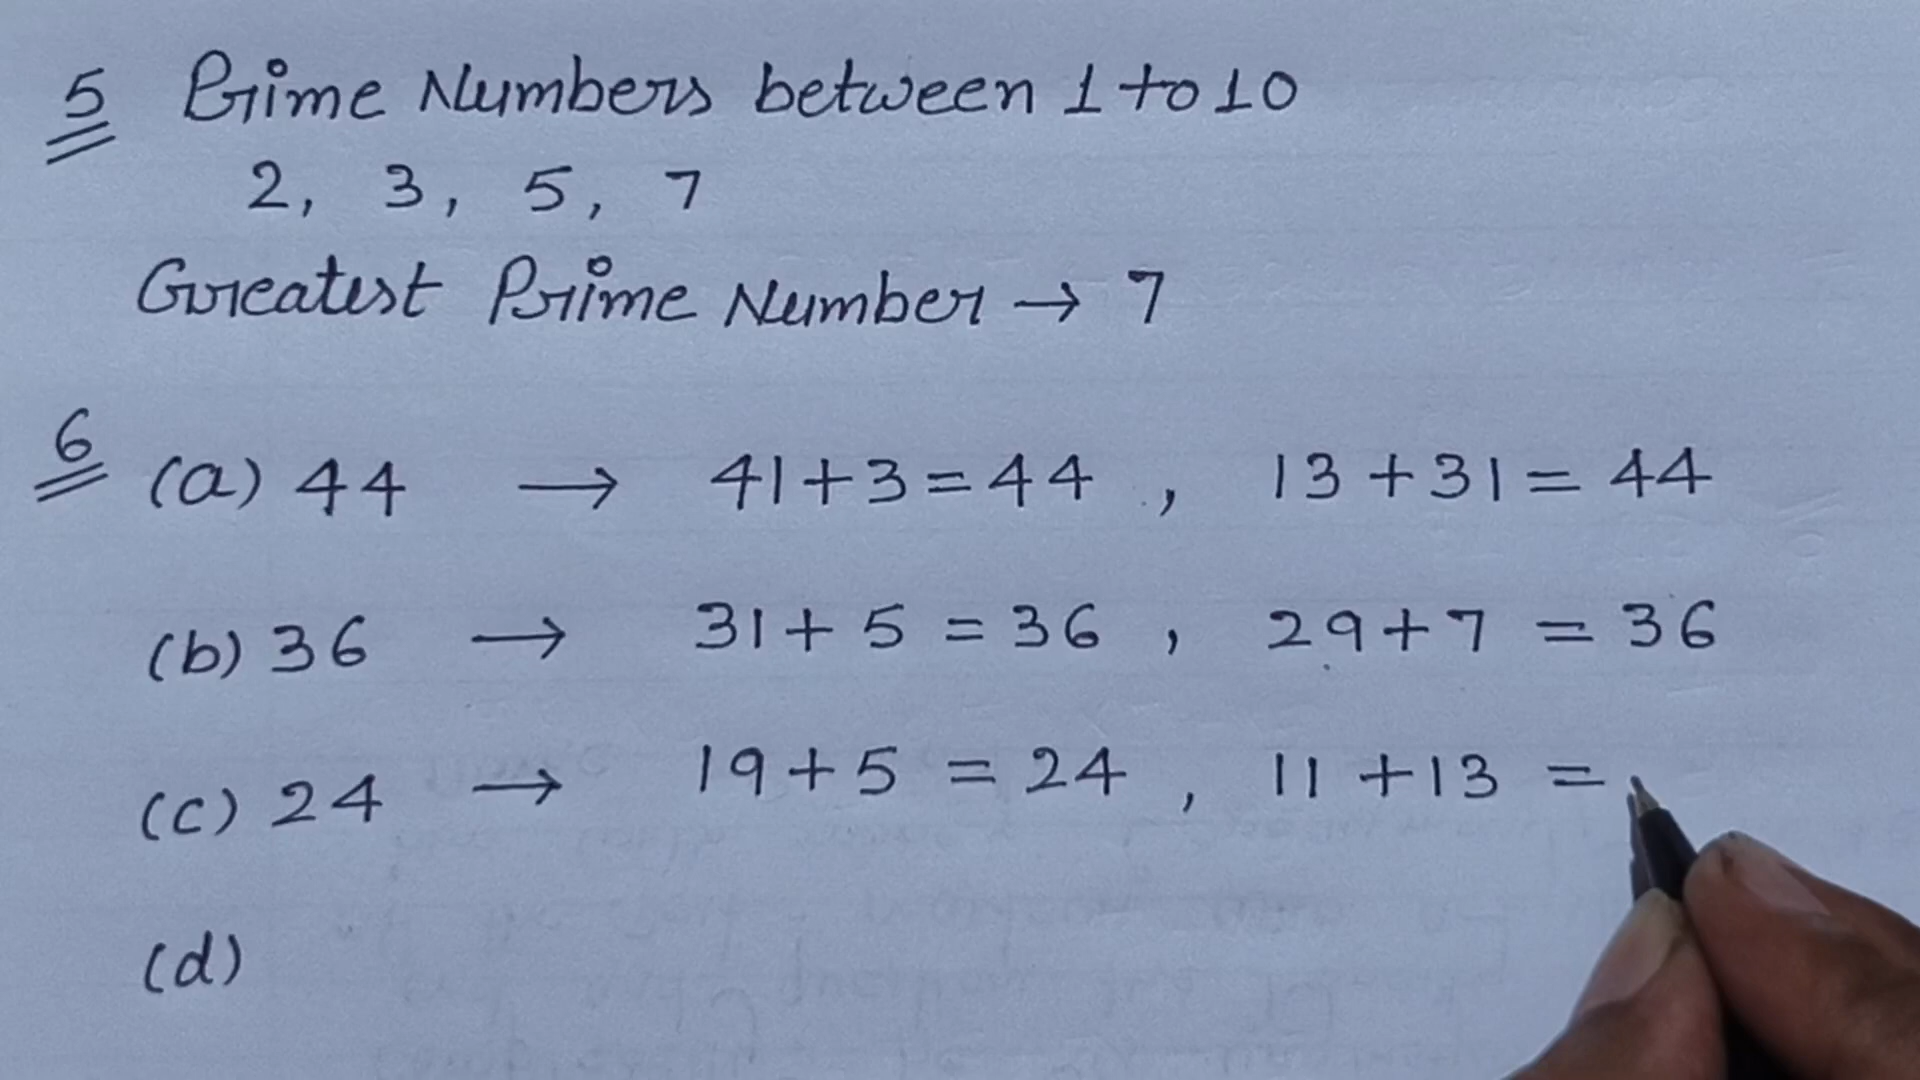 5 Prime Numbers between 1 to 10
2, 3, 5, 7
Greatest Prime Number → 7
6 (a) 44 → 41+3=44 , 13+31=44
(b) 36 → 31+5=36 , 29+7=36
(c) 24 → 19+5=24 , 11+13=
(d)